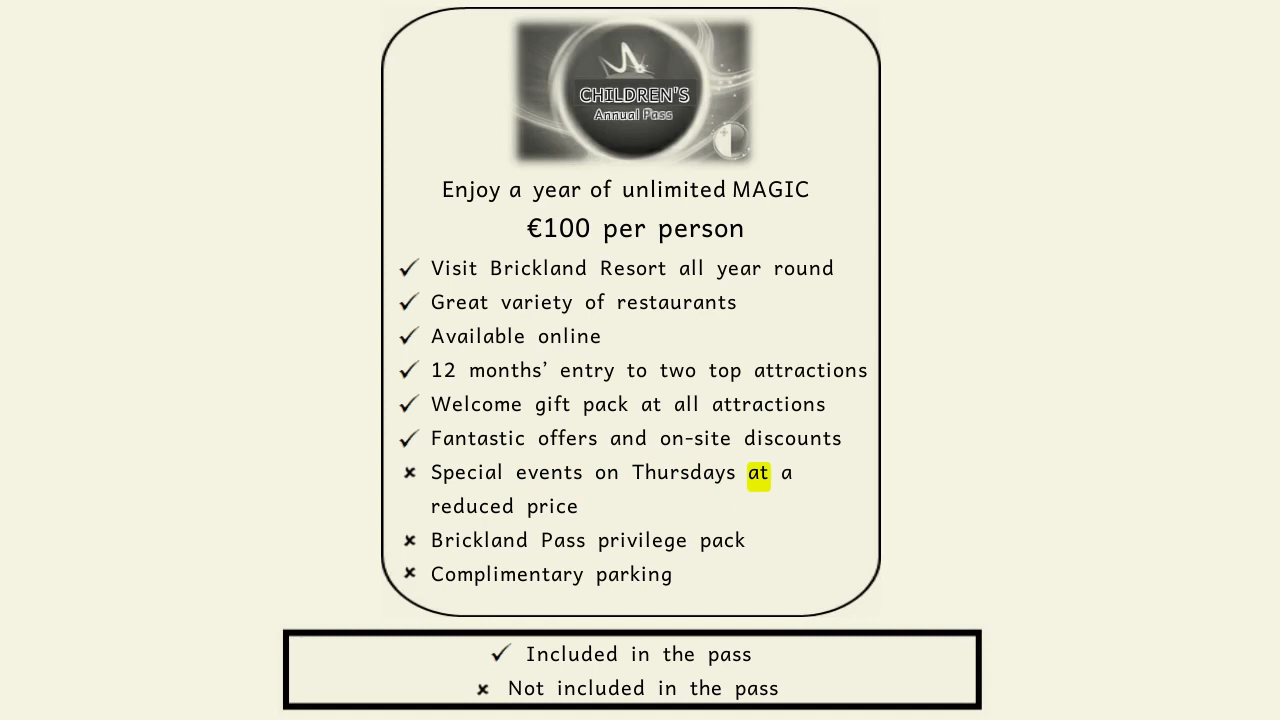 CHILDREN'S
Annual Pass
Enjoy a year of unlimited MAGIC
€100 per person
✓ Visit Brickland Resort all year round
✓ Great variety of restaurants
✓ Available online
✓ 12 months’ entry to two top attractions
✓ Welcome gift pack at all attractions
✓ Fantastic offers and on-site discounts
✗ Special events on Thursdays at a
reduced price
✗ Brickland Pass privilege pack
✗ Complimentary parking
✓ Included in the pass
✗ Not included in the pass